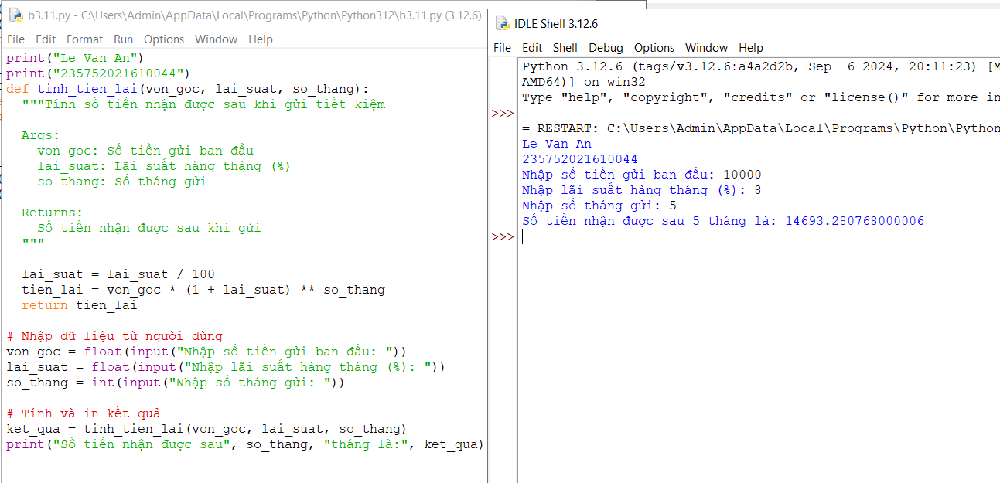 b3.11.py - C:\Users\Admin\AppData\Local\Programs\Python\Python312\b3.11.py (3.12.6)
File Edit Format Run Options Window Help
print("Le Van An")
print("235752021610044")
def tinh_tien_lai(von_goc, lai_suat, so_thang):
"""Tính số tiền nhận được sau khi gửi tiết kiệm
Args:
von_goc: Số tiền gửi ban đầu
lai_suat: Lãi suất hàng tháng (%)
so_thang: Số tháng gửi
Returns:
Số tiền nhận được sau khi gửi
"""
lai_suat = lai_suat / 100
tien_lai = von_goc * (1 + lai_suat) ** so_thang
return tien_lai
# Nhập dữ liệu từ người dùng
von_goc = float(input("Nhập số tiền gửi ban đầu: "))
lai_suat = float(input("Nhập lãi suất hàng tháng (%): "))
so_thang = int(input("Nhập số tháng gửi: "))
# Tính và in kết quả
ket_qua = tinh_tien_lai(von_goc, lai_suat, so_thang)
print("Số tiền nhận được sau", so_thang, "tháng là:", ket_qua)
IDLE Shell 3.12.6
File Edit Shell Debug Options Window Help
Python 3.12.6 (tags/v3.12.6:a4a2d2b, Sep  6 2024, 20:11:23) [M
AMD64)] on win32
Type "help", "copyright", "credits" or "license()" for more in
>>>
= RESTART: C:\Users\Admin\AppData\Local\Programs\Python\Python
Le Van An
235752021610044
Nhập số tiền gửi ban đầu: 10000
Nhập lãi suất hàng tháng (%): 8
Nhập số tháng gửi: 5
Số tiền nhận được sau 5 tháng là: 14693.280768000006
>>>